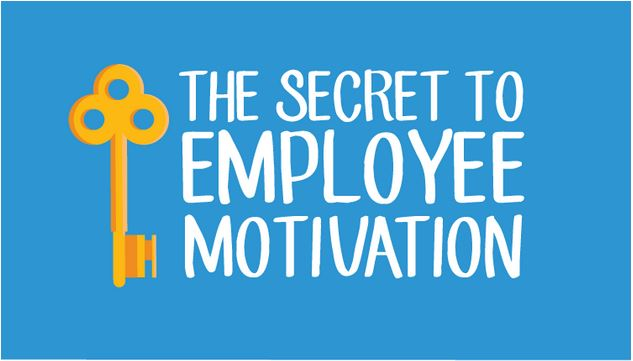 THE SECRET TO
EMPLOYEE
MOTIVATION